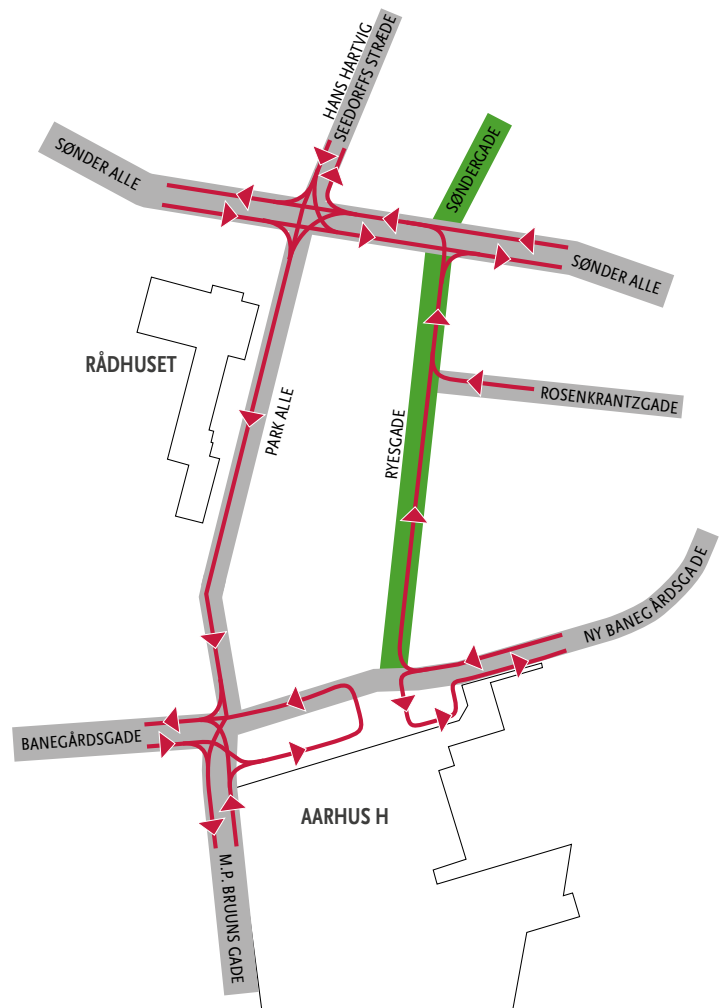 HANS HARTVIG
SEEDORFFS STRÆDE
SØNDER ALLE
SØNDERGADE
SØNDER ALLE
RÅDHUSET
PARK ALLE
RYESGADE
ROSENKRANTZGADE
NY BANEGÅRDSGADE
BANEGÅRDSGADE
AARHUS H
M.P. BRUUNS GADE